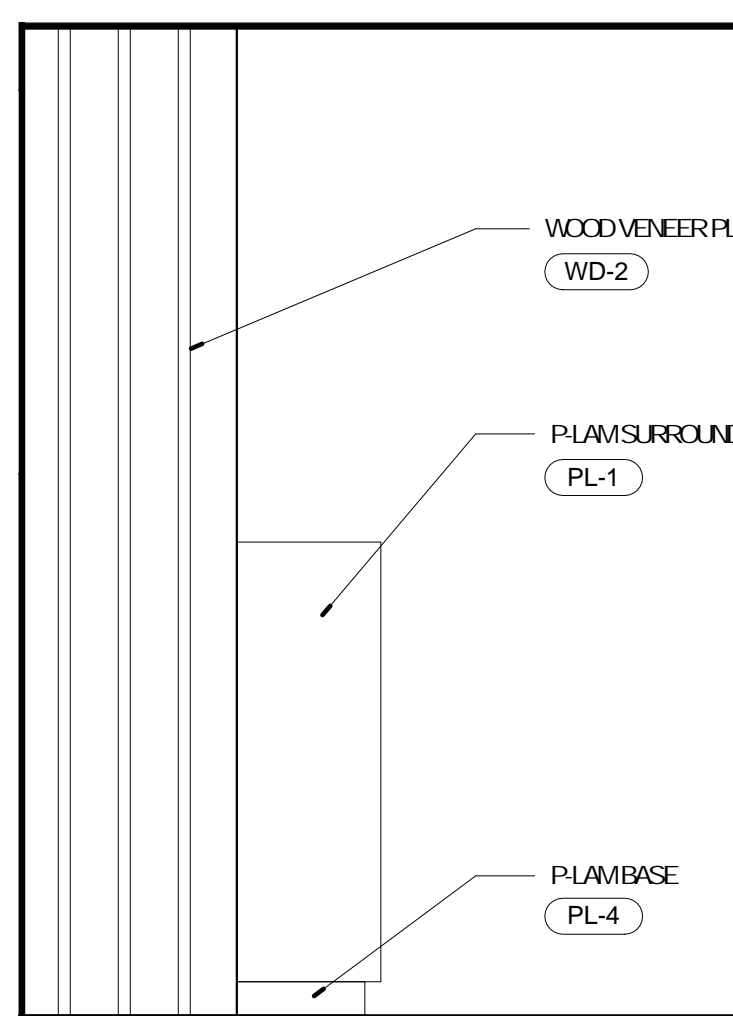 WOOD VENEER PL
WD-2
P-LAM SURROUND
PL-1
P-LAM BASE
PL-4